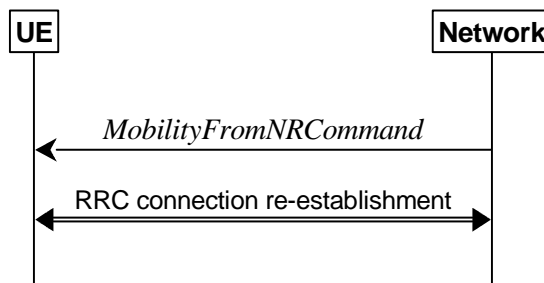 UE
Network
MobilityFromNRCommand
RRC connection re-establishment